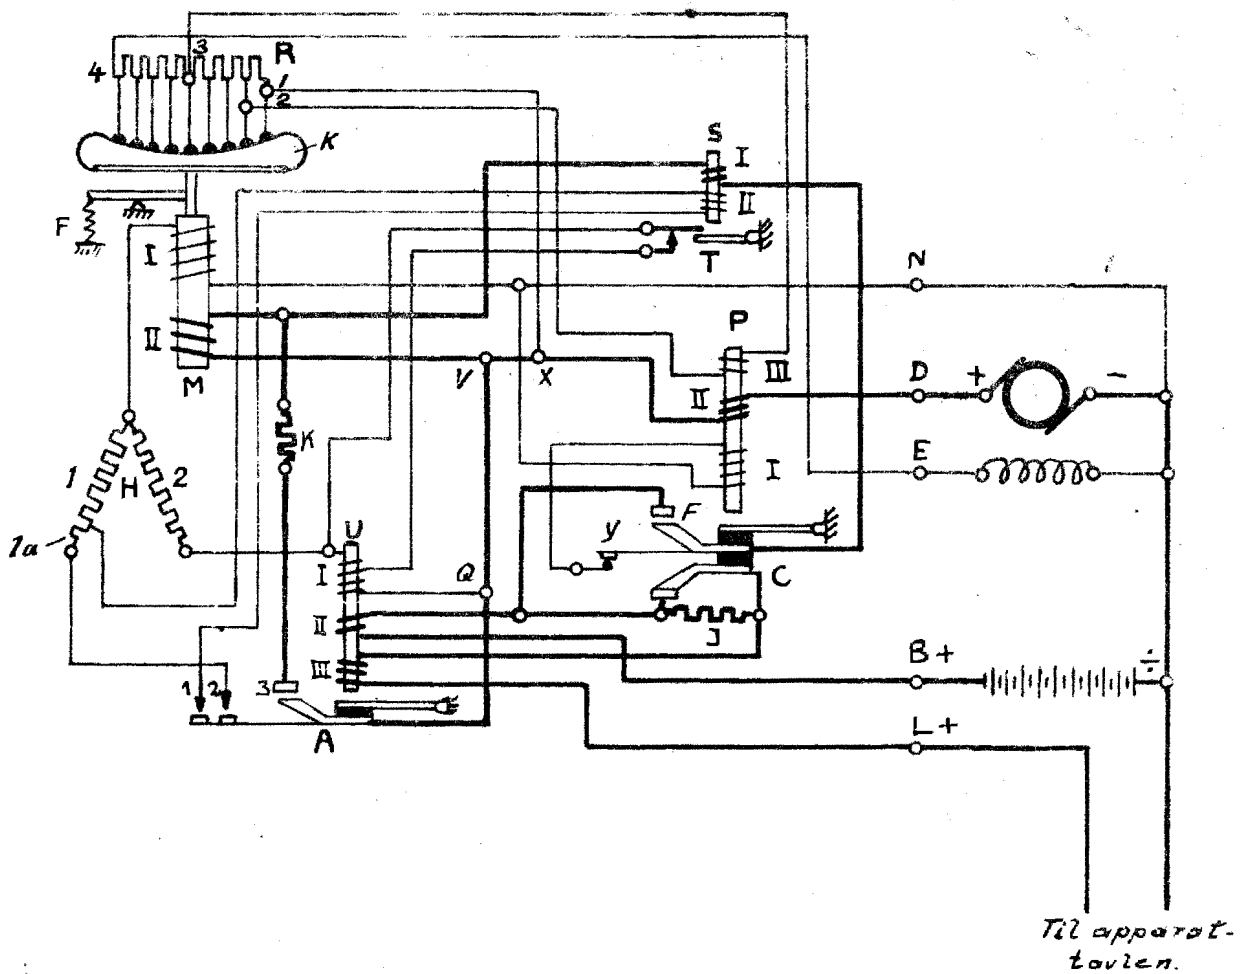 3 R
4
1
2
K
S
I
II
F
T
I
N
P
II
III
M
V X
D + -
II
K
E
1 H 2
I
1a
U
F
y
I
Q
C
II
J
III
B + ÷
1 2 3
L +
A
Til apparat-
tavlen.